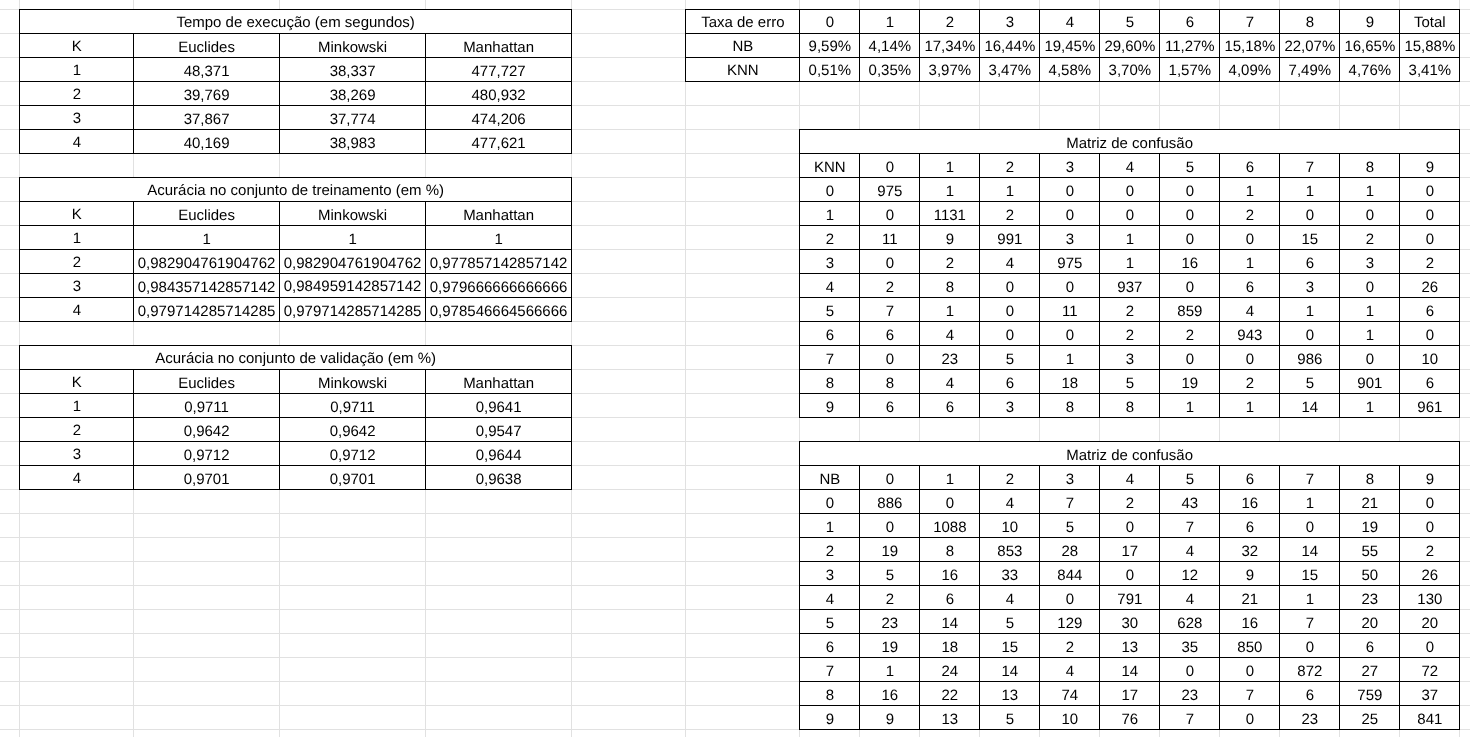 Tempo de execução (em segundos)
K Euclides Minkowski Manhattan
1 48,371 38,337 477,727
2 39,769 38,269 480,932
3 37,867 37,774 474,206
4 40,169 38,983 477,621
Acurácia no conjunto de treinamento (em %)
K Euclides Minkowski Manhattan
1 1 1 1
2 0,982904761904762 0,982904761904762 0,977857142857142
3 0,984357142857142 0,984959142857142 0,979666666666666
4 0,979714285714285 0,979714285714285 0,978546664566666
Acurácia no conjunto de validação (em %)
K Euclides Minkowski Manhattan
1 0,9711 0,9711 0,9641
2 0,9642 0,9642 0,9547
3 0,9712 0,9712 0,9644
4 0,9701 0,9701 0,9638
Taxa de erro 0 1 2 3 4 5 6 7 8 9 Total
NB 9,59% 4,14% 17,34% 16,44% 19,45% 29,60% 11,27% 15,18% 22,07% 16,65% 15,88%
KNN 0,51% 0,35% 3,97% 3,47% 4,58% 3,70% 1,57% 4,09% 7,49% 4,76% 3,41%
Matriz de confusão
KNN 0 1 2 3 4 5 6 7 8 9
0 975 1 1 0 0 0 1 1 1 0
1 0 1131 2 0 0 0 2 0 0 0
2 11 9 991 3 1 0 0 15 2 0
3 0 2 4 975 1 16 1 6 3 2
4 2 8 0 0 937 0 6 3 0 26
5 7 1 0 11 2 859 4 1 1 6
6 6 4 0 0 2 2 943 0 1 0
7 0 23 5 1 3 0 0 986 0 10
8 8 4 6 18 5 19 2 5 901 6
9 6 6 3 8 8 1 1 14 1 961
Matriz de confusão
NB 0 1 2 3 4 5 6 7 8 9
0 886 0 4 7 2 43 16 1 21 0
1 0 1088 10 5 0 7 6 0 19 0
2 19 8 853 28 17 4 32 14 55 2
3 5 16 33 844 0 12 9 15 50 26
4 2 6 4 0 791 4 21 1 23 130
5 23 14 5 129 30 628 16 7 20 20
6 19 18 15 2 13 35 850 0 6 0
7 1 24 14 4 14 0 0 872 27 72
8 16 22 13 74 17 23 7 6 759 37
9 9 13 5 10 76 7 0 23 25 841